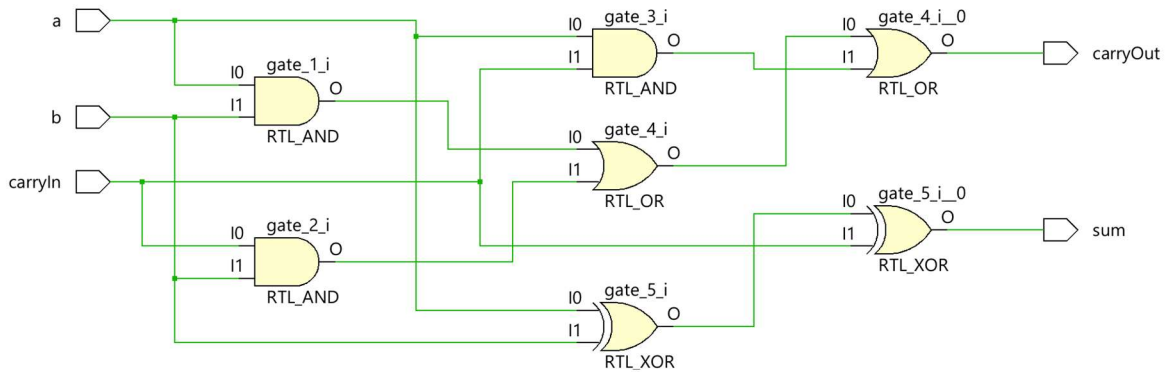 a
b
carryIn
I0
I1
gate_1_i
O
RTL_AND
I0
I1
gate_2_i
O
RTL_AND
I0
I1
gate_3_i
O
RTL_AND
I0
I1
gate_4_i
O
RTL_OR
I0
I1
gate_5_i
O
RTL_XOR
I0
I1
gate_4_i__0
O
RTL_OR
carryOut
I0
I1
gate_5_i__0
O
RTL_XOR
sum